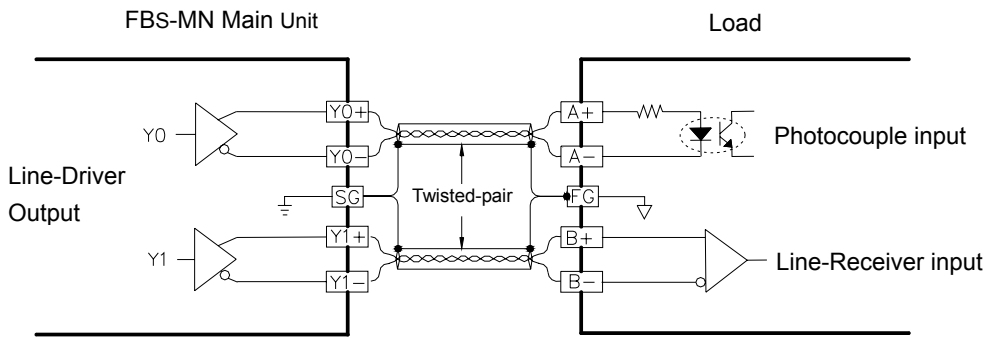 FBS-MN Main Unit
Load
Y0
Y0+
Y0-
A+
A-
Photocouple input
Line-Driver
Output
SG
Twisted-pair
FG
Y1
Y1+
Y1-
B+
B-
Line-Receiver input